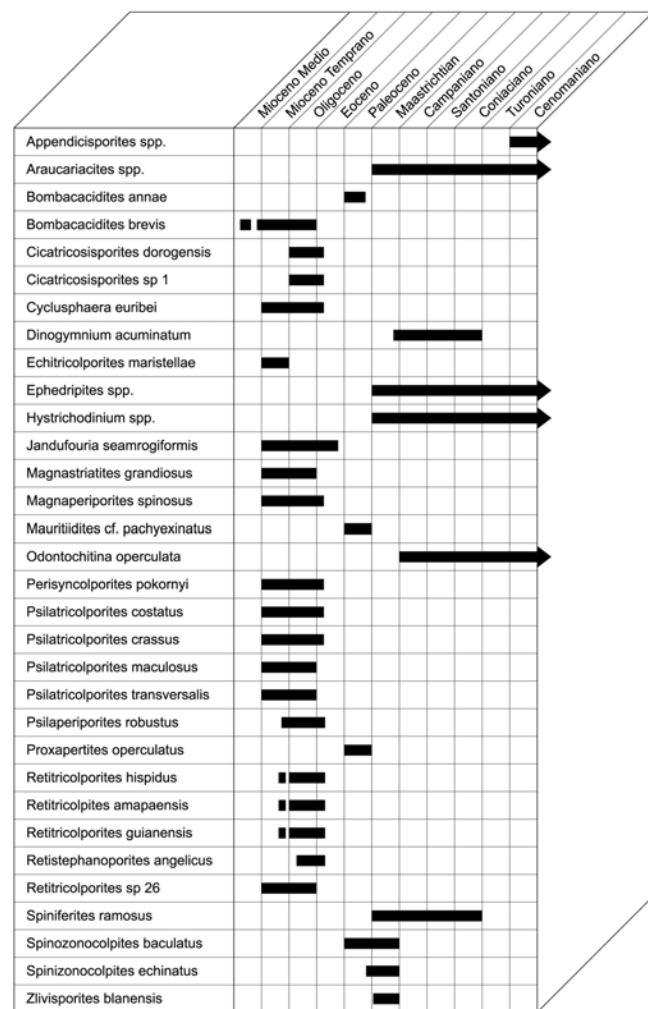 Mioceno Medio
Mioceno Temprano
Oligoceno
Eoceno
Paleoceno
Maastrichtian
Campaniano
Santoniano
Coniaciano
Turoniano
Cenomaniano
Appendicisporites spp.
Araucariacites spp.
Bombacacidites annae
Bombacacidites brevis
Cicatricosisporites dorogensis
Cicatricosisporites sp 1
Cyclusphaera euribei
Dinogymnium acuminatum
Echitricolporites maristellae
Ephedripites spp.
Hystrichodinium spp.
Jandufouria seamrogiformis
Magnastriatites grandiosus
Magnaperiporites spinosus
Mauritiidites cf. pachyexinatus
Odontochitina operculata
Perisyncolporites pokornyi
Psilatricolporites costatus
Psilatricolporites crassus
Psilatricolporites maculosus
Psilatricolporites transversalis
Psilaperiporites robustus
Proxapertites operculatus
Retitricolporites hispidus
Retitricolpites amapaensis
Retitricolporites guianensis
Retistephanoporites angelicus
Retitricolporites sp 26
Spiniferites ramosus
Spinozonocolpites baculatus
Spinizonocolpites echinatus
Zlivisporites blanensis